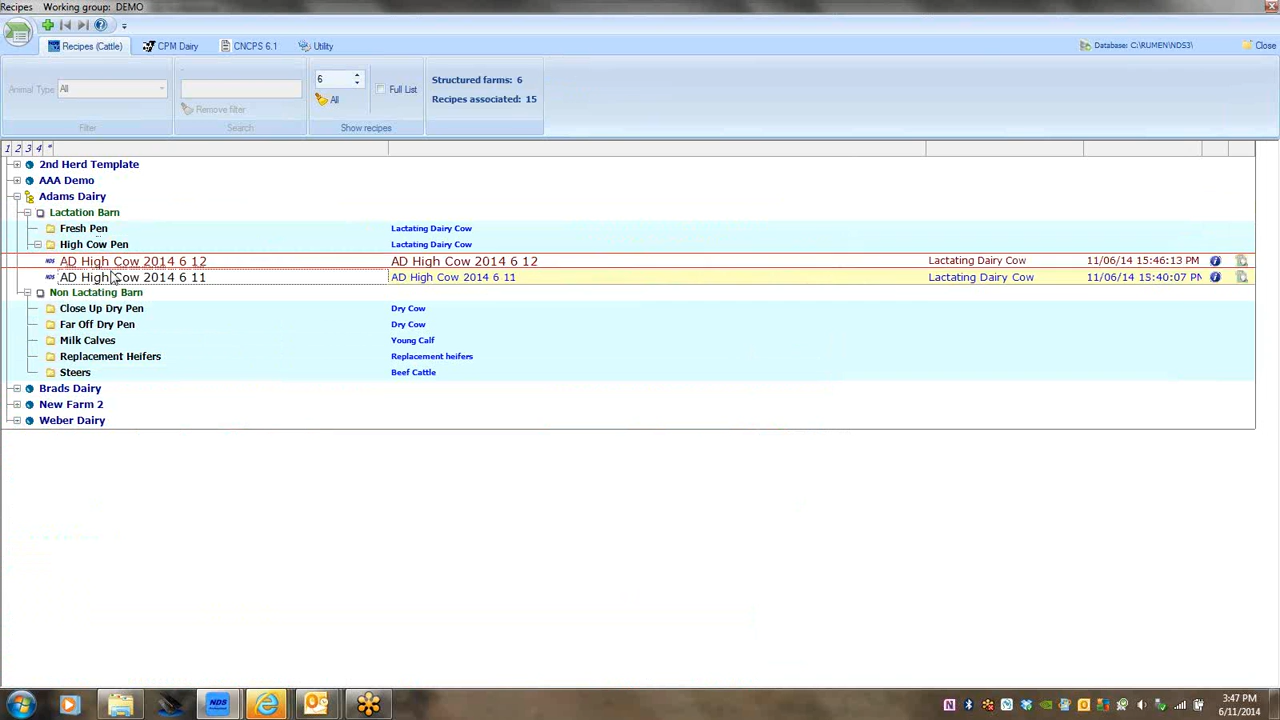 Recipes Working group: DEMO
Recipes (Cattle) CPM Dairy CNCPS 6.1 Utility Database: C:\RUMEN\NDS3\ Close
Animal Type All
Remove filter
6
All
Full List
Filter Search Show recipes
Structured farms: 6
Recipes associated: 15
1 2 3 4 *
2nd Herd Template
AAA Demo
Adams Dairy
Lactation Barn
Fresh Pen Lactating Dairy Cow
High Cow Pen Lactating Dairy Cow
NDS AD High Cow 2014 6 12 AD High Cow 2014 6 12 Lactating Dairy Cow 11/06/14 15:46:13 PM
NDS AD High Cow 2014 6 11 AD High Cow 2014 6 11 Lactating Dairy Cow 11/06/14 15:40:07 PM
Non Lactating Barn
Close Up Dry Pen Dry Cow
Far Off Dry Pen Dry Cow
Milk Calves Young Calf
Replacement Heifers Replacement heifers
Steers Beef Cattle
Brads Dairy
New Farm 2
Weber Dairy
NDS
3:47 PM
6/11/2014